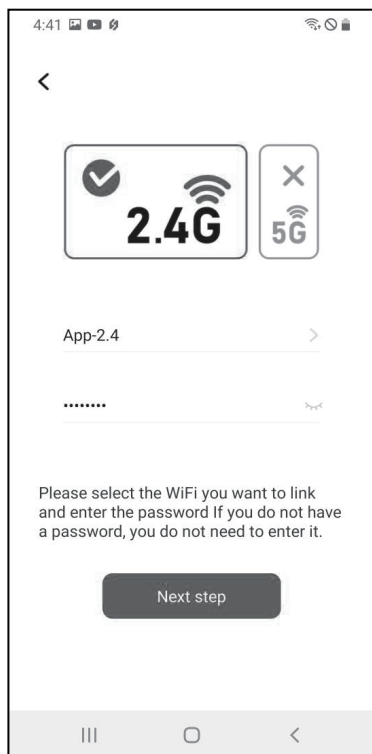 4:41
2.4G
5G
App-2.4
••••••••
Please select the WiFi you want to link
and enter the password If you do not have
a password, you do not need to enter it.
Next step